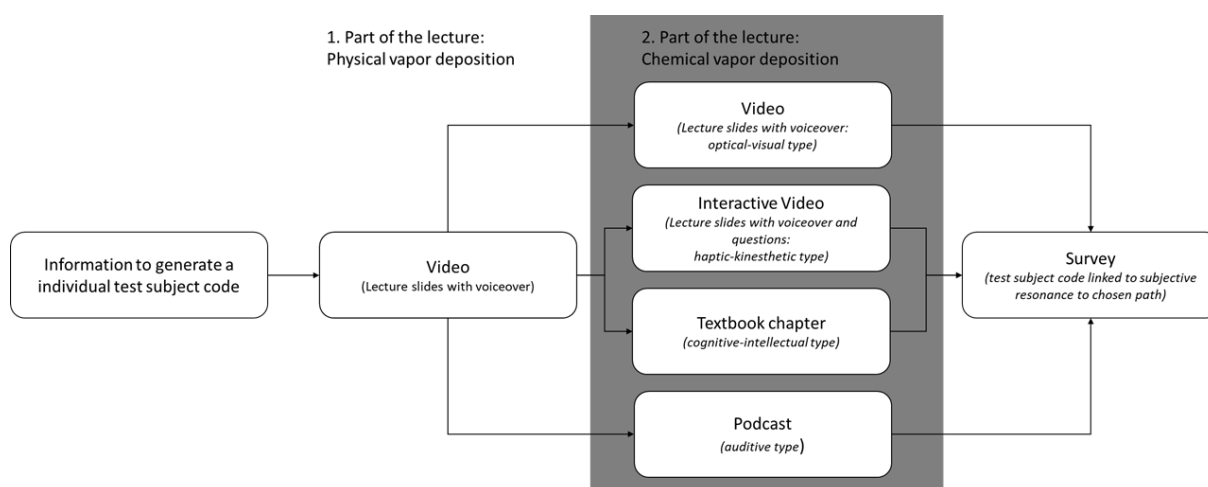 1. Part of the lecture:
Physical vapor deposition
2. Part of the lecture:
Chemical vapor deposition
Information to generate a
individual test subject code
Video
(Lecture slides with voiceover)
Video
(Lecture slides with voiceover:
optical-visual type)
Interactive Video
(Lecture slides with voiceover and
questions:
haptic-kinesthetic type)
Textbook chapter
(cognitive-intellectual type)
Podcast
(auditive type)
Survey
(test subject code linked to subjective
resonance to chosen path)